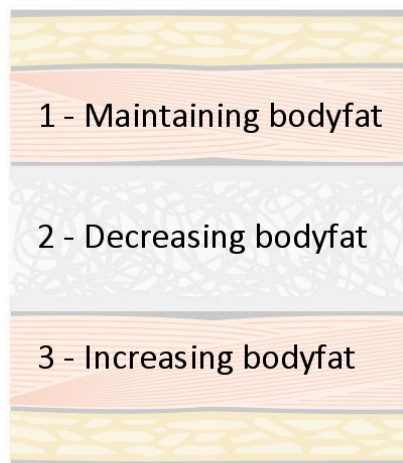 1 - Maintaining bodyfat
2 - Decreasing bodyfat
3 - Increasing bodyfat